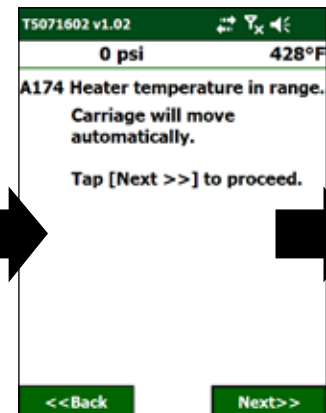 T5071602 v1.02
0 psi 428°F
A174 Heater temperature in range.
Carriage will move
automatically.
Tap [Next >>] to proceed.
<<Back Next>>